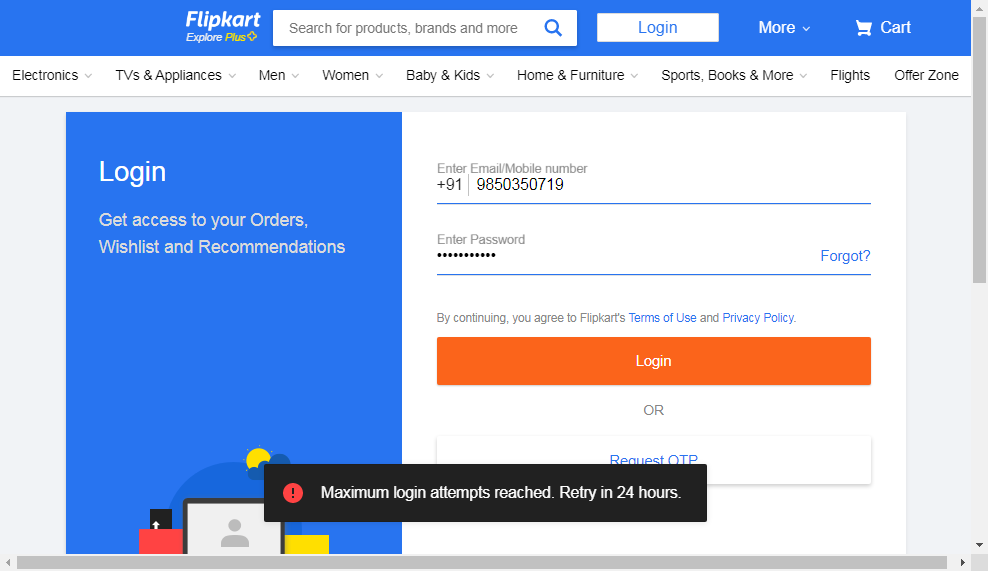 Flipkart
Explore Plus
Search for products, brands and more
Login
More
Cart
Electronics
TVs & Appliances
Men
Women
Baby & Kids
Home & Furniture
Sports, Books & More
Flights
Offer Zone
Login
Get access to your Orders,
Wishlist and Recommendations
Enter Email/Mobile number
+91 9850350719
Enter Password
•••••••••••
Forgot?
By continuing, you agree to Flipkart's Terms of Use and Privacy Policy.
Login
OR
Request OTP
Maximum login attempts reached. Retry in 24 hours.